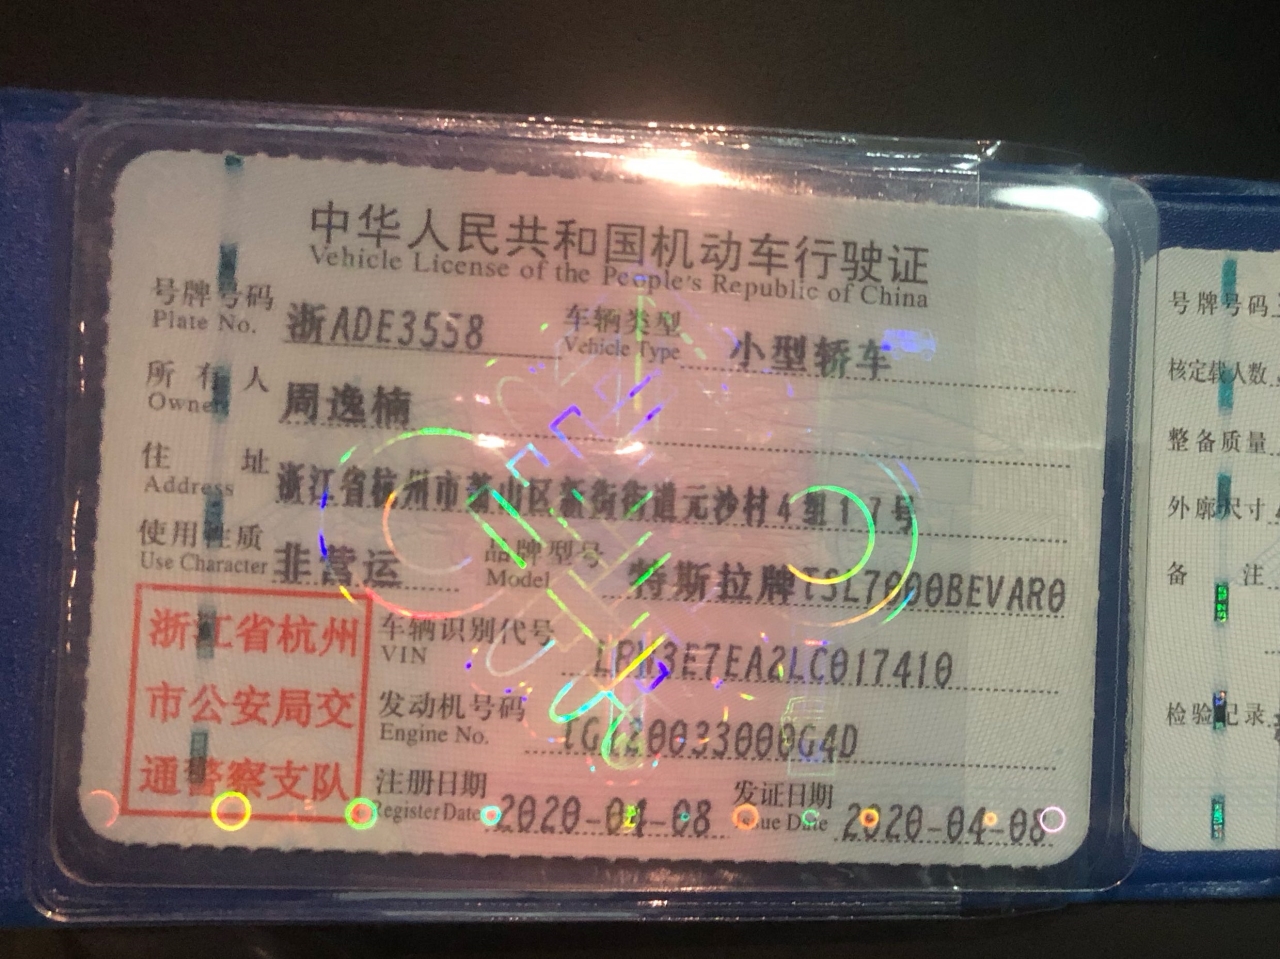 中华人民共和国机动车行驶证
Vehicle License of the People's Republic of China
号牌号码 浙ADE3558 车辆类型 小型轿车
Plate No. Vehicle Type
所有人 周逸楠
Owner
住址 浙江省杭州市萧山区新街街道元沙村4组17号
Address
使用性质 非营运 品牌型号 特斯拉牌TSL7000BEVAR0
Use Character Model
浙江省杭州市公安局交通警察支队
车辆识别代号 LRW3E7EA2LC017410
VIN
发动机号码
Engine No.
注册日期 2020-04-08 发证日期 2020-04-08
Register Date Issue Date
号牌号码
核定载人数
整备质量
外廓尺寸
备注
检验记录